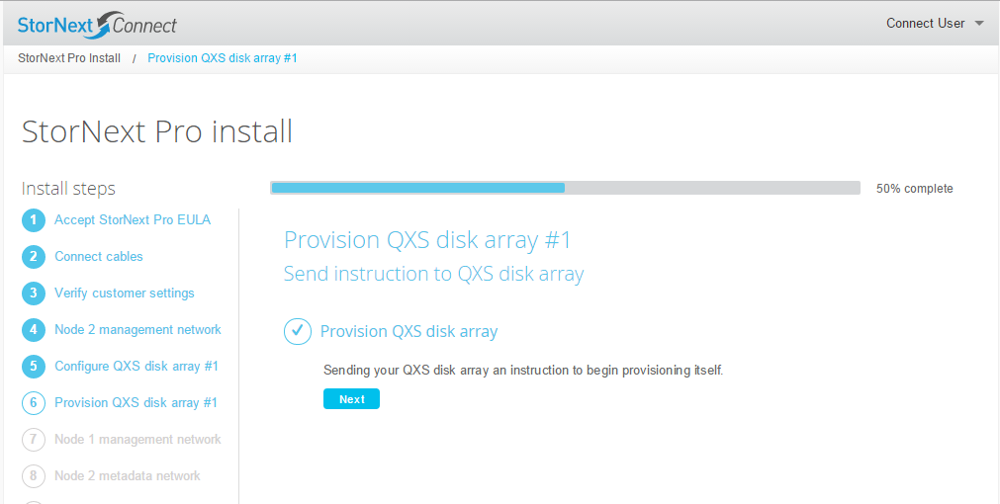 StorNext Connect
Connect User
StorNext Pro Install / Provision QXS disk array #1
StorNext Pro install
Install steps
50% complete
1 Accept StorNext Pro EULA
2 Connect cables
3 Verify customer settings
4 Node 2 management network
5 Configure QXS disk array #1
6 Provision QXS disk array #1
7 Node 1 management network
8 Node 2 metadata network
Provision QXS disk array #1
Send instruction to QXS disk array
Provision QXS disk array
Sending your QXS disk array an instruction to begin provisioning itself.
Next